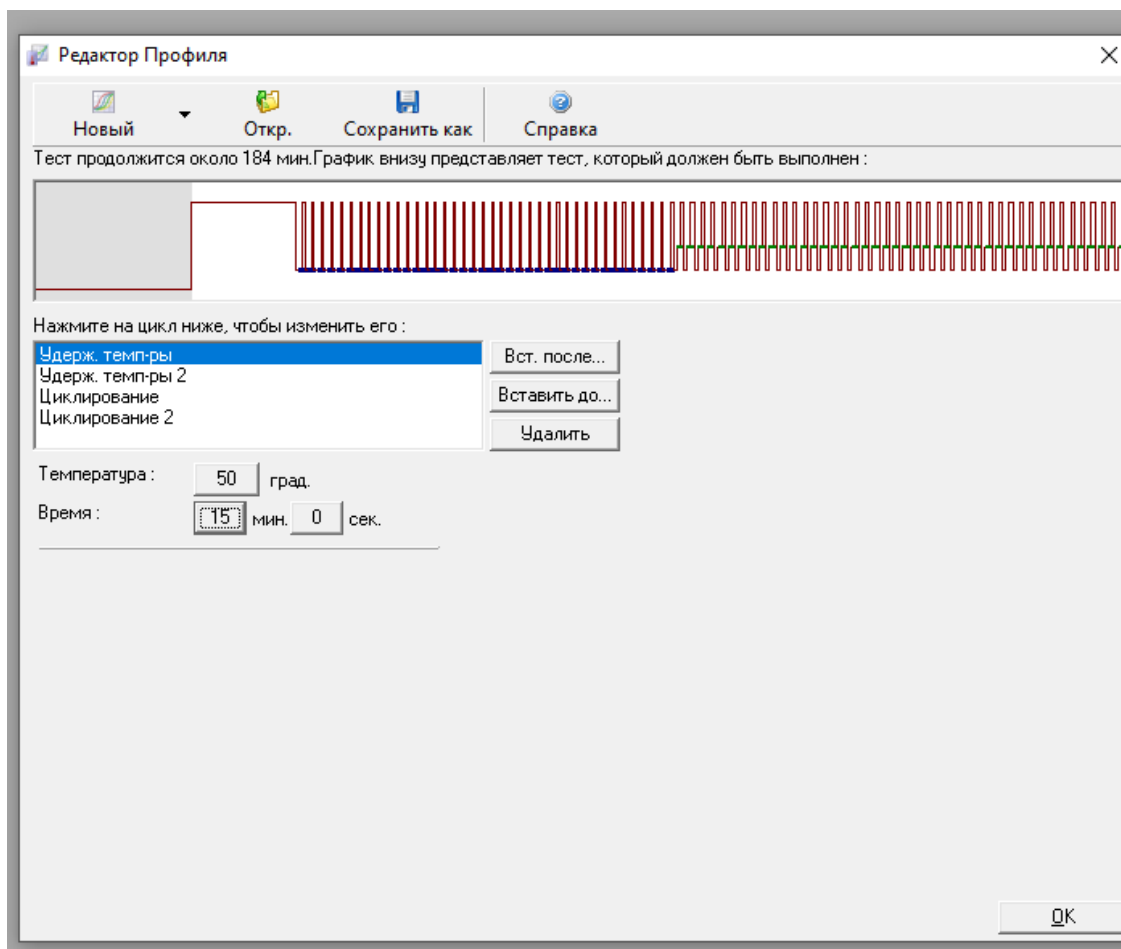 Редактор Профиля
Новый Откр. Сохранить как Справка
Тест продолжится около 184 мин.График внизу представляет тест, который должен быть выполнен :
Нажмите на цикл ниже, чтобы изменить его :
Удерж. темп-ры
Удерж. темп-ры 2
Циклирование
Циклирование 2
Вст. после...
Вставить до...
Удалить
Температура : 50 град.
Время : 15 мин. 0 сек.
OK